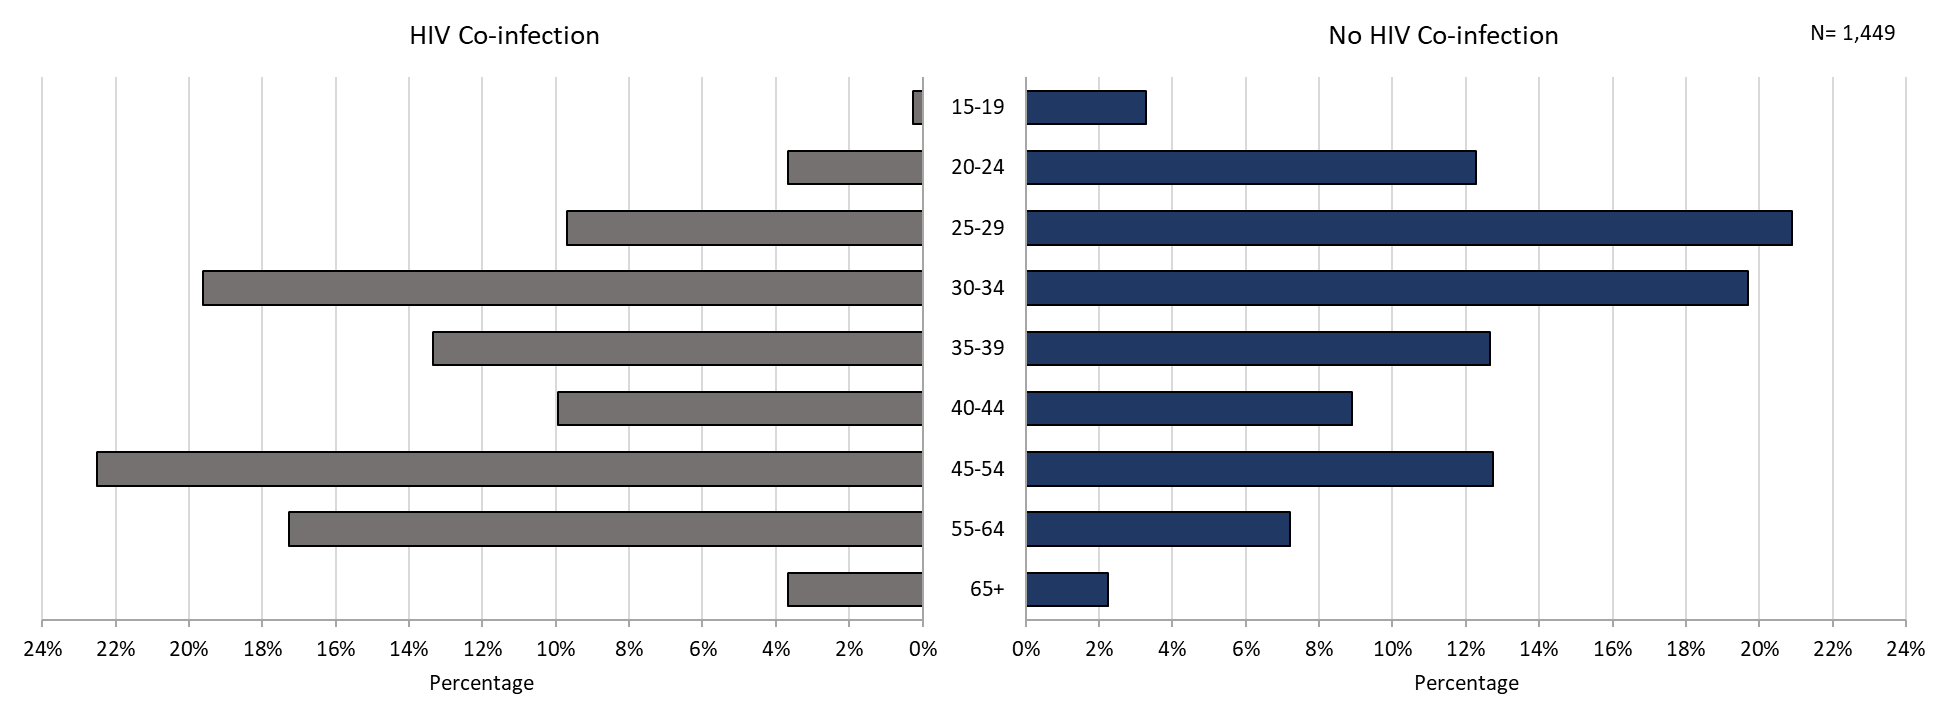 HIV Co-infection
No HIV Co-infection
N= 1,449
15-19
20-24
25-29
30-34
35-39
40-44
45-54
55-64
65+
24% 22% 20% 18% 16% 14% 12% 10% 8% 6% 4% 2% 0%
0% 2% 4% 6% 8% 10% 12% 14% 16% 18% 20% 22% 24%
Percentage
Percentage